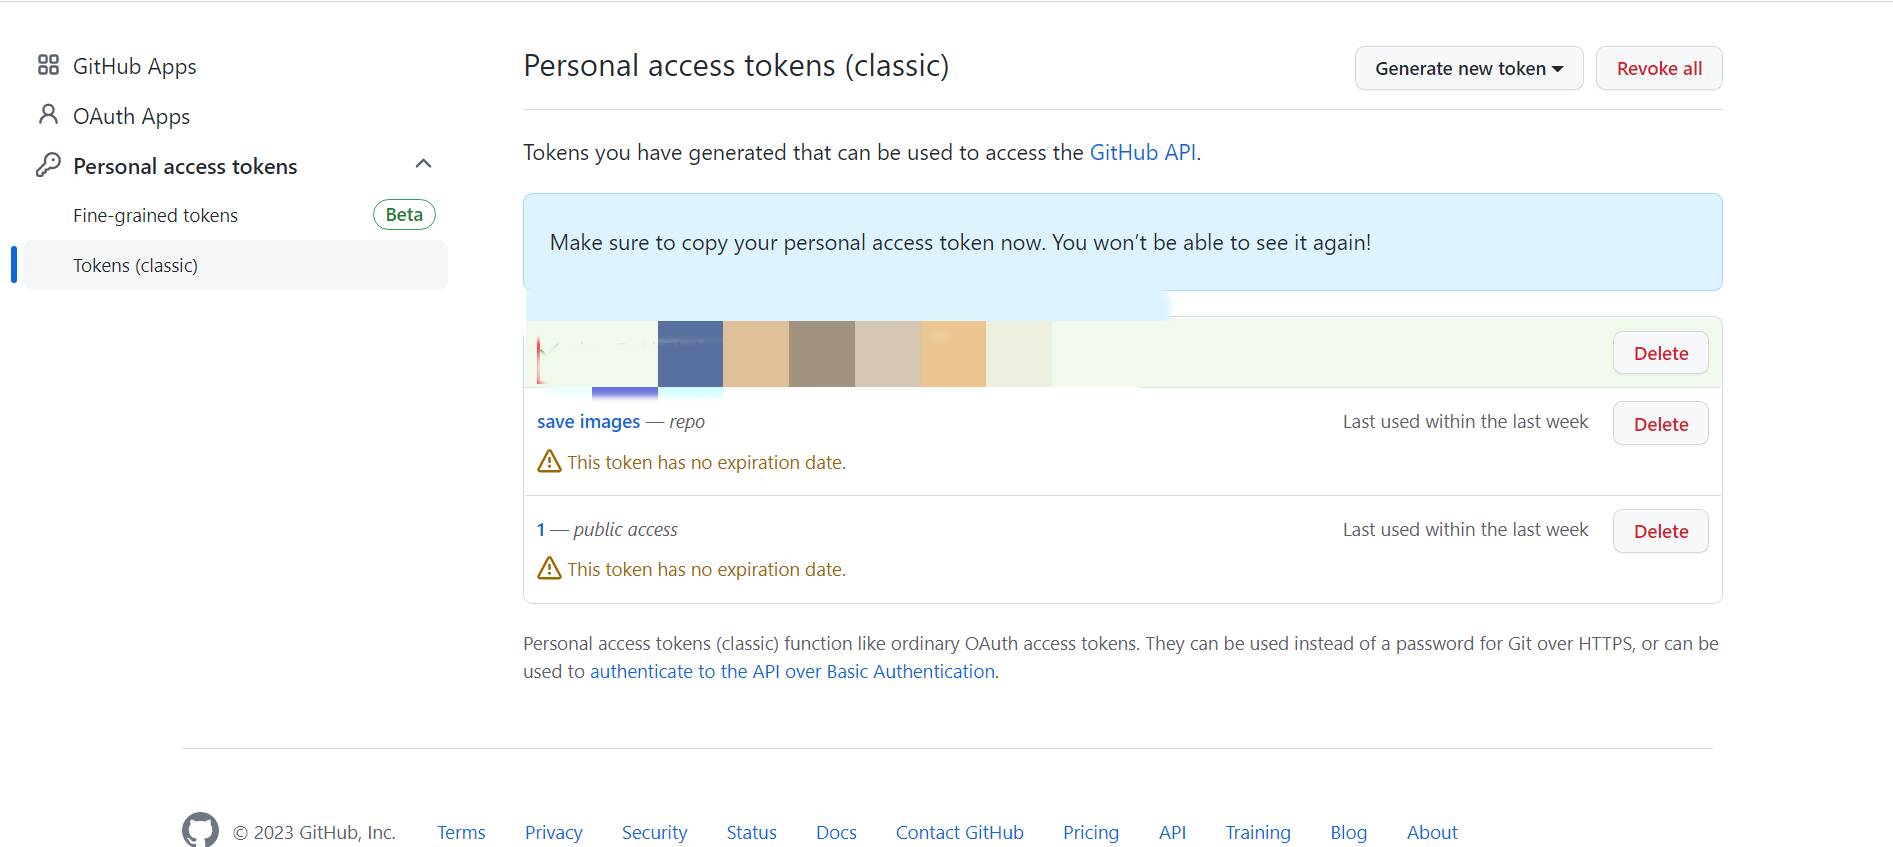 GitHub Apps
OAuth Apps
Personal access tokens
Fine-grained tokens
Beta
Tokens (classic)
Personal access tokens (classic)
Generate new token
Revoke all
Tokens you have generated that can be used to access the GitHub API.
Make sure to copy your personal access token now. You won’t be able to see it again!
Delete
save images — repo
Last used within the last week
Delete
This token has no expiration date.
1 — public access
Last used within the last week
Delete
This token has no expiration date.
Personal access tokens (classic) function like ordinary OAuth access tokens. They can be used instead of a password for Git over HTTPS, or can be
used to authenticate to the API over Basic Authentication.
© 2023 GitHub, Inc.
Terms
Privacy
Security
Status
Docs
Contact GitHub
Pricing
API
Training
Blog
About